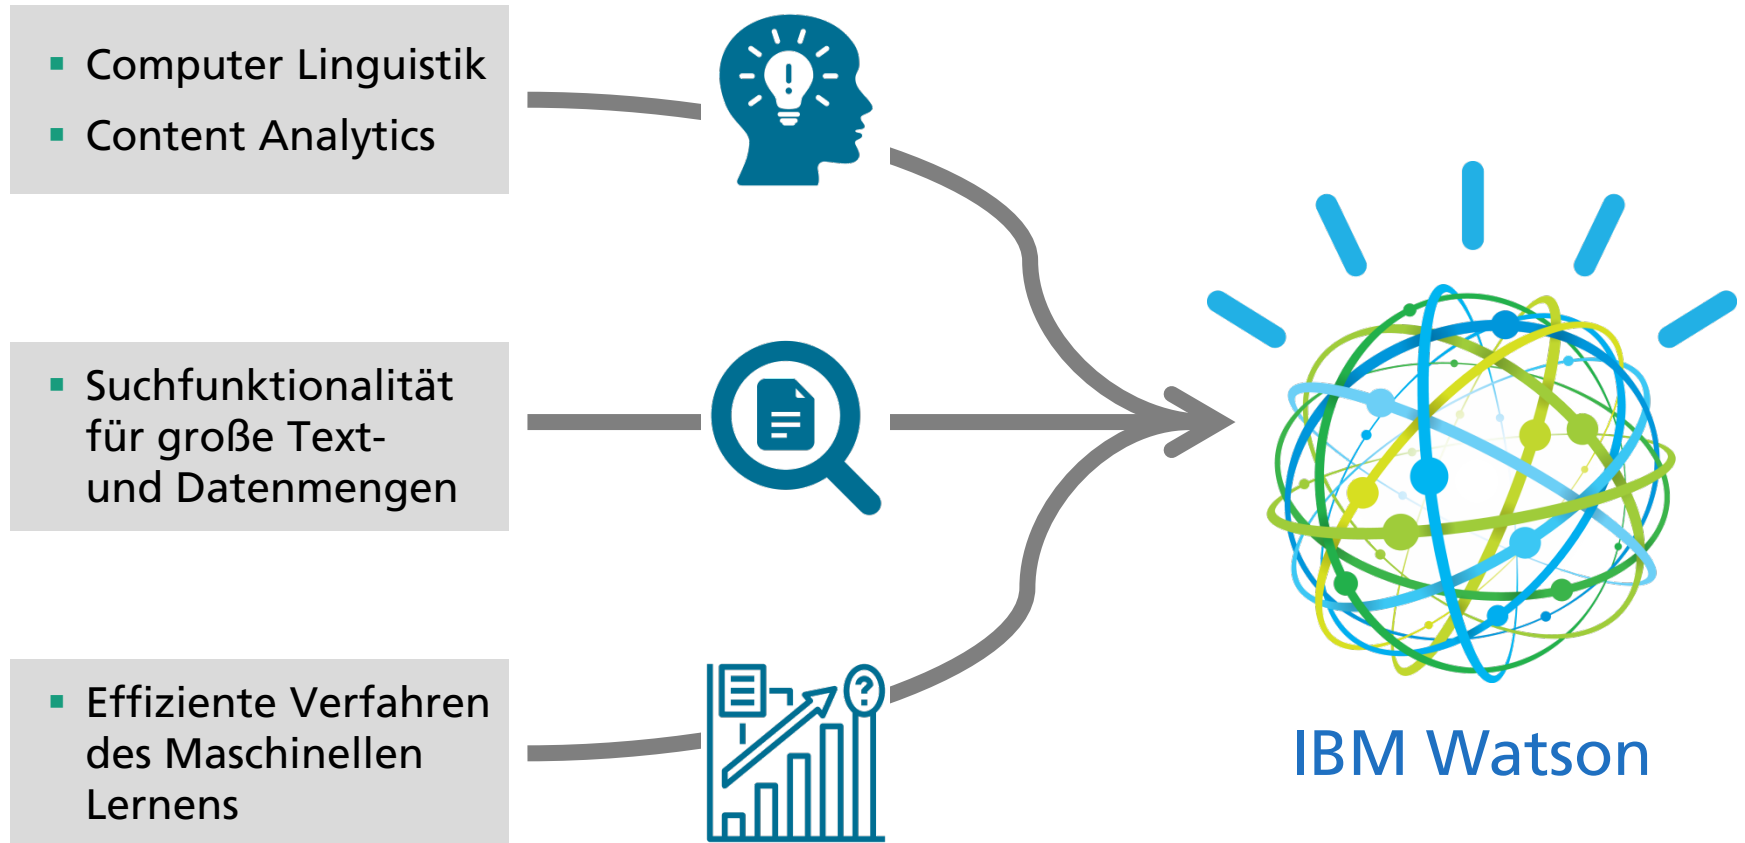 Computer Linguistik
Content Analytics
Suchfunktionalität
für große Text-
und Datenmengen
Effiziente Verfahren
des Maschinellen
Lernens
!
?
IBM Watson